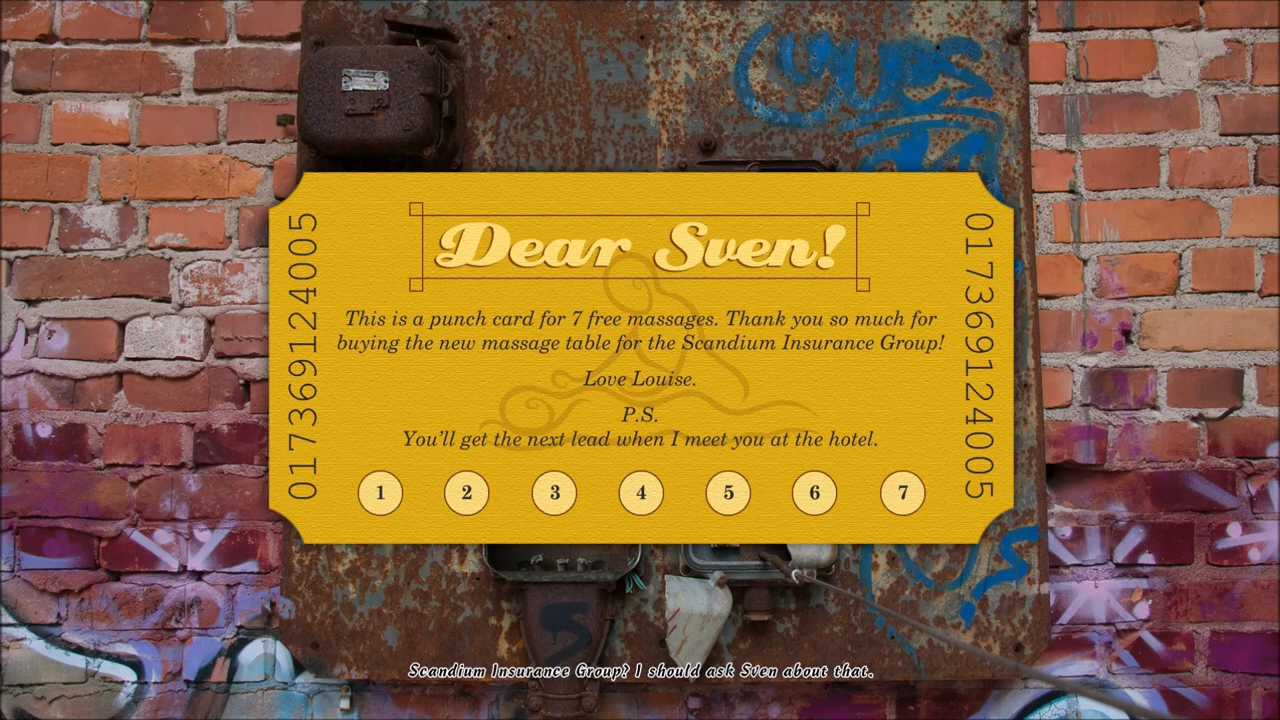 Dear Sven!
017369124005
017369124005
This is a punch card for 7 free massages. Thank you so much for
buying the new massage table for the Scandium Insurance Group!
Love Louise.
P.S.
You'll get the next lead when I meet you at the hotel.
1 2 3 4 5 6 7
Scandium Insurance Group? I should ask Sven about that.